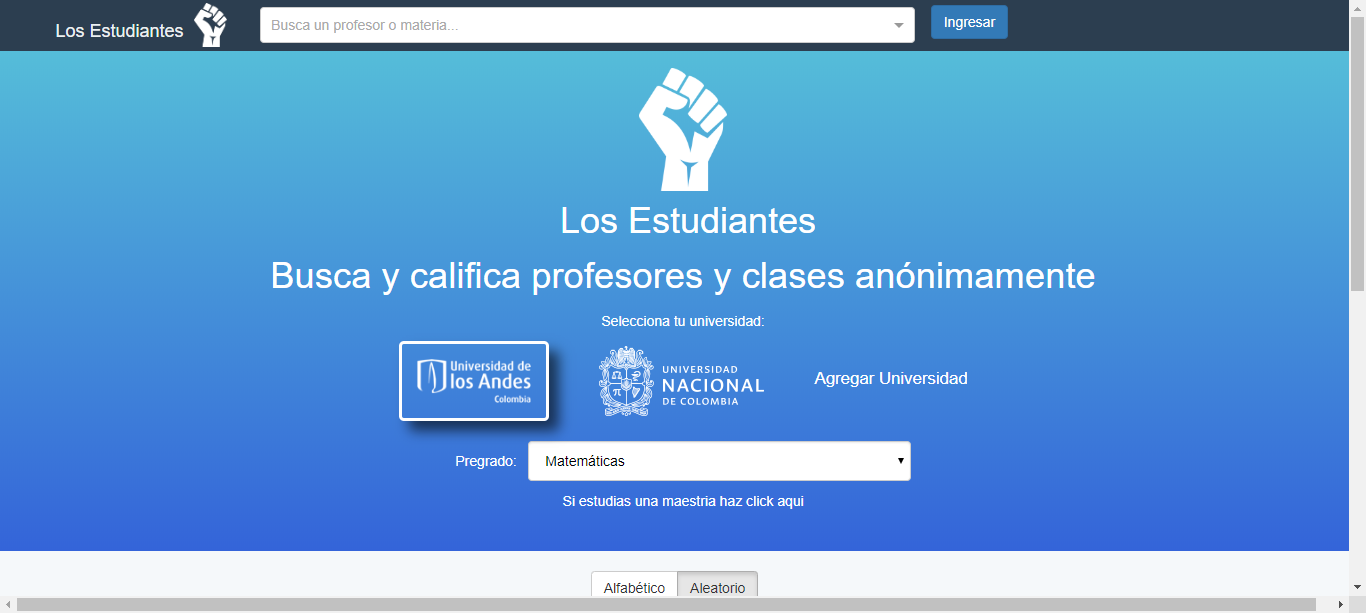 Los Estudiantes
Busca un profesor o materia...
Ingresar
Los Estudiantes
Busca y califica profesores y clases anónimamente
Selecciona tu universidad:
Universidad de
los Andes
Colombia
UNIVERSIDAD
NACIONAL
DE COLOMBIA
Agregar Universidad
Pregrado:
Matemáticas
Si estudias una maestria haz click aqui
Alfabético
Aleatorio